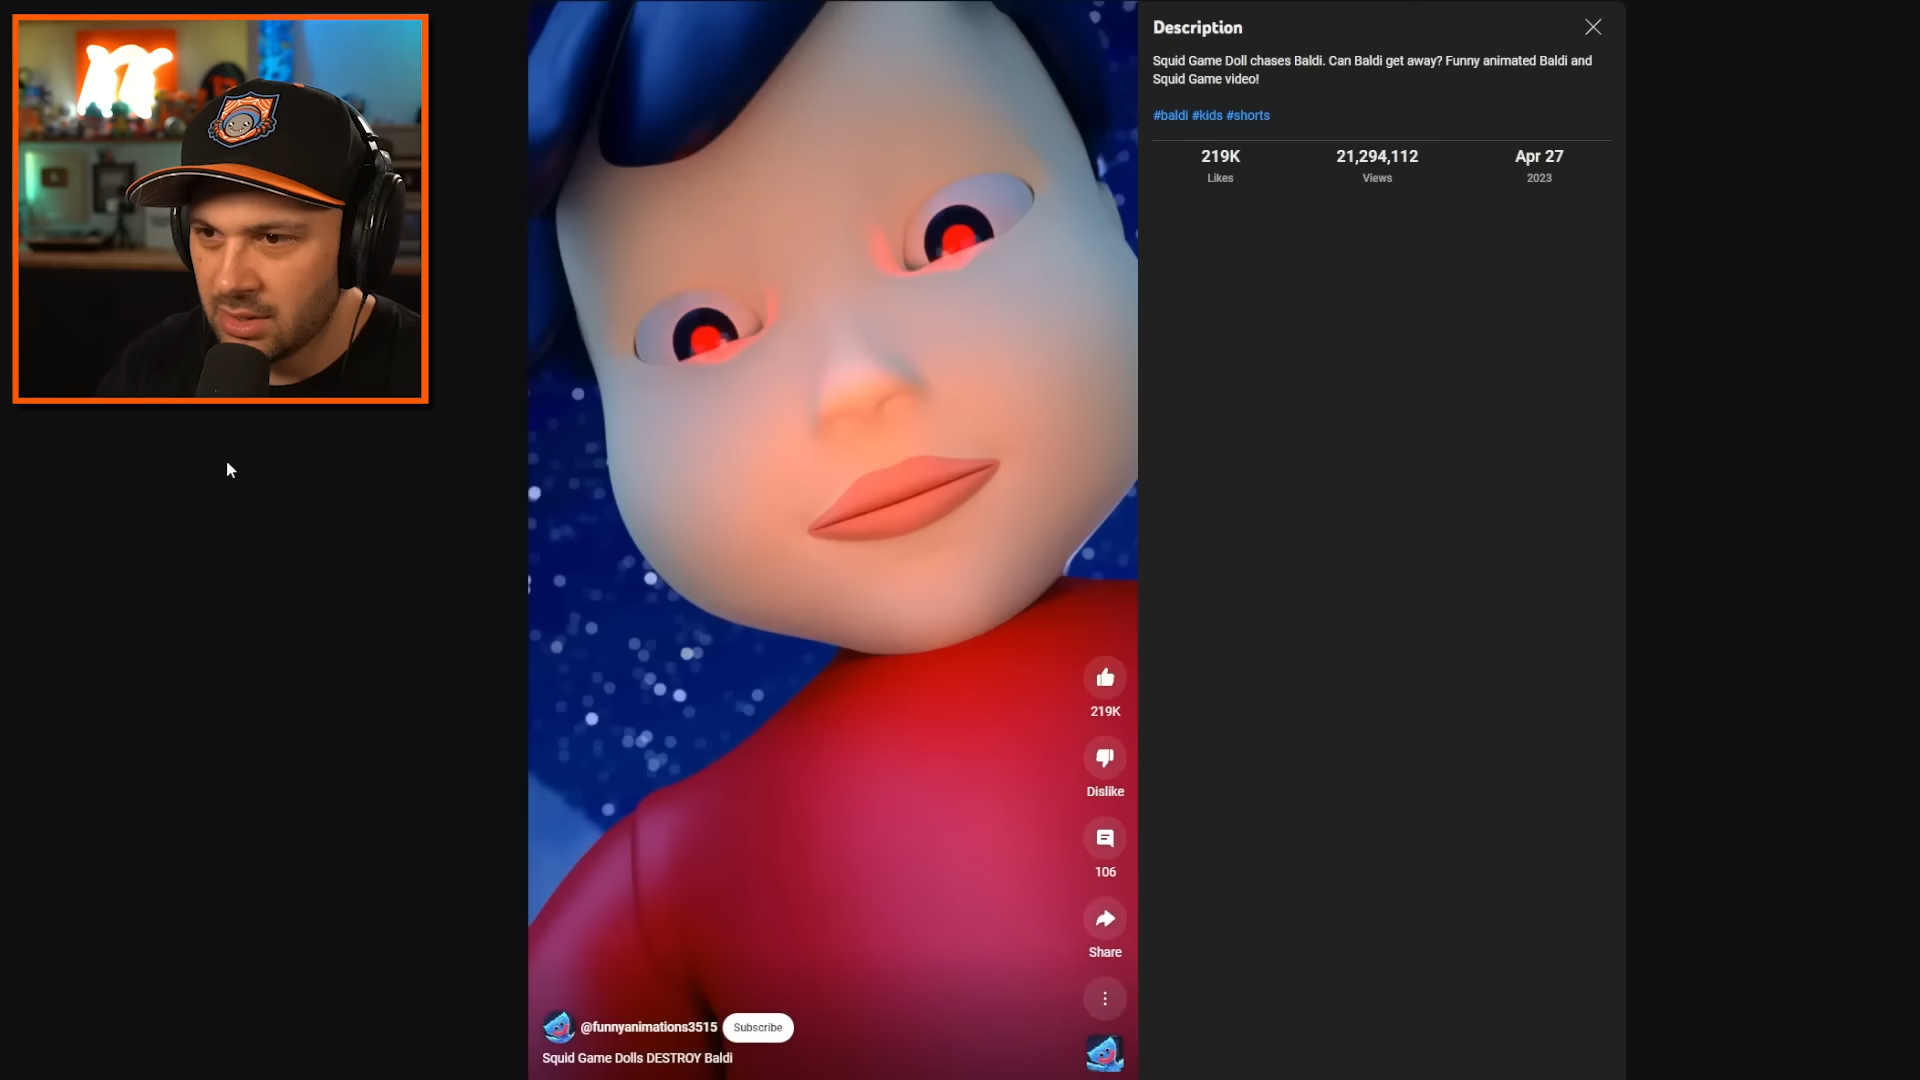 Description
Squid Game Doll chases Baldi. Can Baldi get away? Funny animated Baldi and
Squid Game video!
#baldi #kids #shorts
219K
21,294,112
Apr 27
Likes
Views
2023
219K
Dislike
106
Share
@funnyanimations3515
Subscribe
Squid Game Dolls DESTROY Baldi